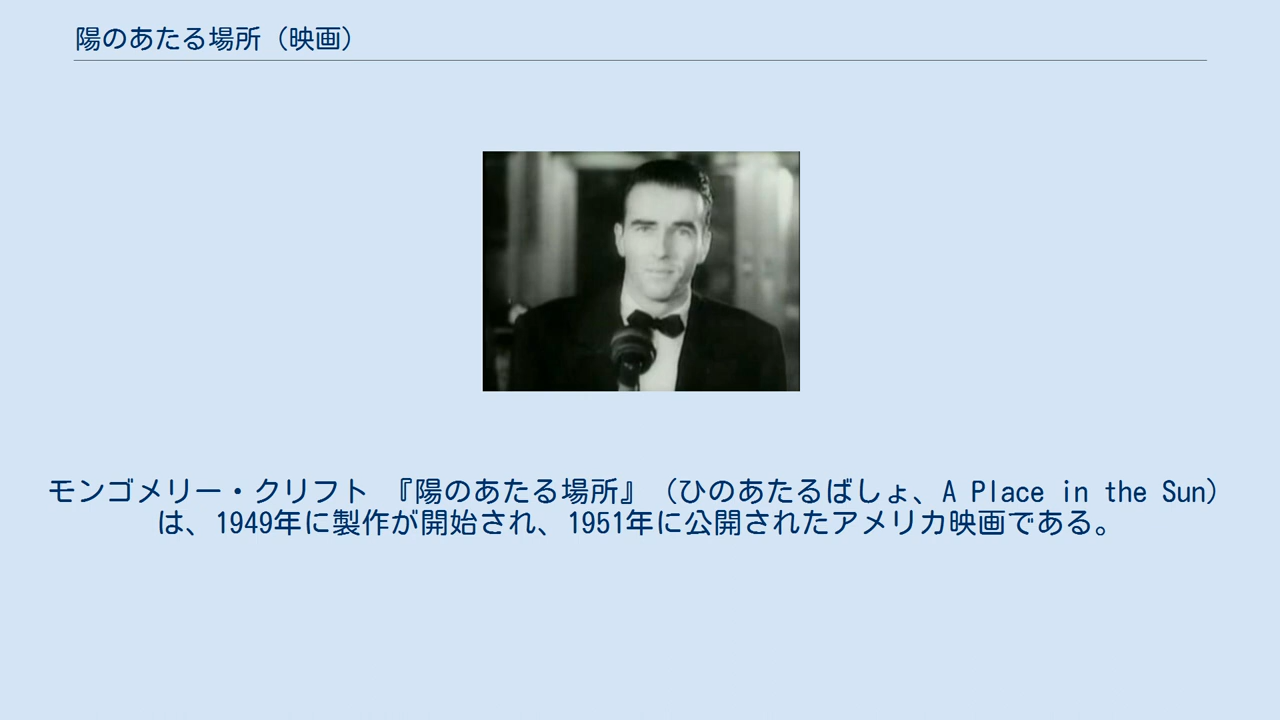 陽のあたる場所（映画）
モンゴメリー・クリフト 『陽のあたる場所』（ひのあたるばしょ、A Place in the Sun）
は、1949年に製作が開始され、1951年に公開されたアメリカ映画である。